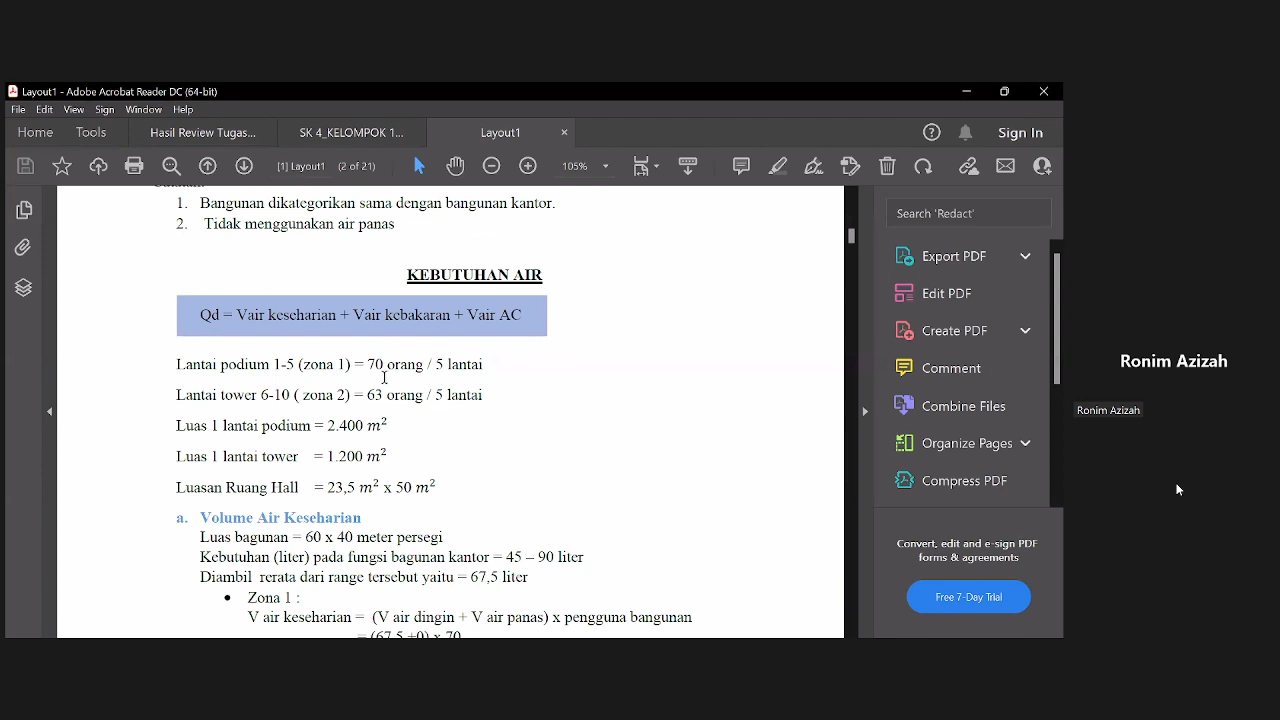 Layout1 - Adobe Acrobat Reader DC (64-bit)
File Edit View Sign Window Help
Home Tools Hasil Review Tugas... SK 4_KELOMPOK 1... Layout1 × Sign In
[1] Layout1 (2 of 21) 105%
1. Bangunan dikategorikan sama dengan bangunan kantor.
2. Tidak menggunakan air panas
KEBUTUHAN AIR
Qd = Vair keseharian + Vair kebakaran + Vair AC
Lantai podium 1-5 (zona 1) = 70 orang / 5 lantai
Lantai tower 6-10 ( zona 2) = 63 orang / 5 lantai
Luas 1 lantai podium = 2.400 m²
Luas 1 lantai tower = 1.200 m²
Luasan Ruang Hall = 23,5 m² x 50 m²
a. Volume Air Keseharian
Luas bagunan = 60 x 40 meter persegi
Kebutuhan (liter) pada fungsi bagunan kantor = 45 – 90 liter
Diambil rerata dari range tersebut yaitu = 67,5 liter
• Zona 1 :
V air keseharian = (V air dingin + V air panas) x pengguna bangunan
= (67,5 +0) x 70
Search 'Redact'
Export PDF
Edit PDF
Create PDF
Comment
Combine Files
Organize Pages
Compress PDF
Convert, edit and e-sign PDF
forms & agreements
Free 7-Day Trial
Ronim Azizah
Ronim Azizah